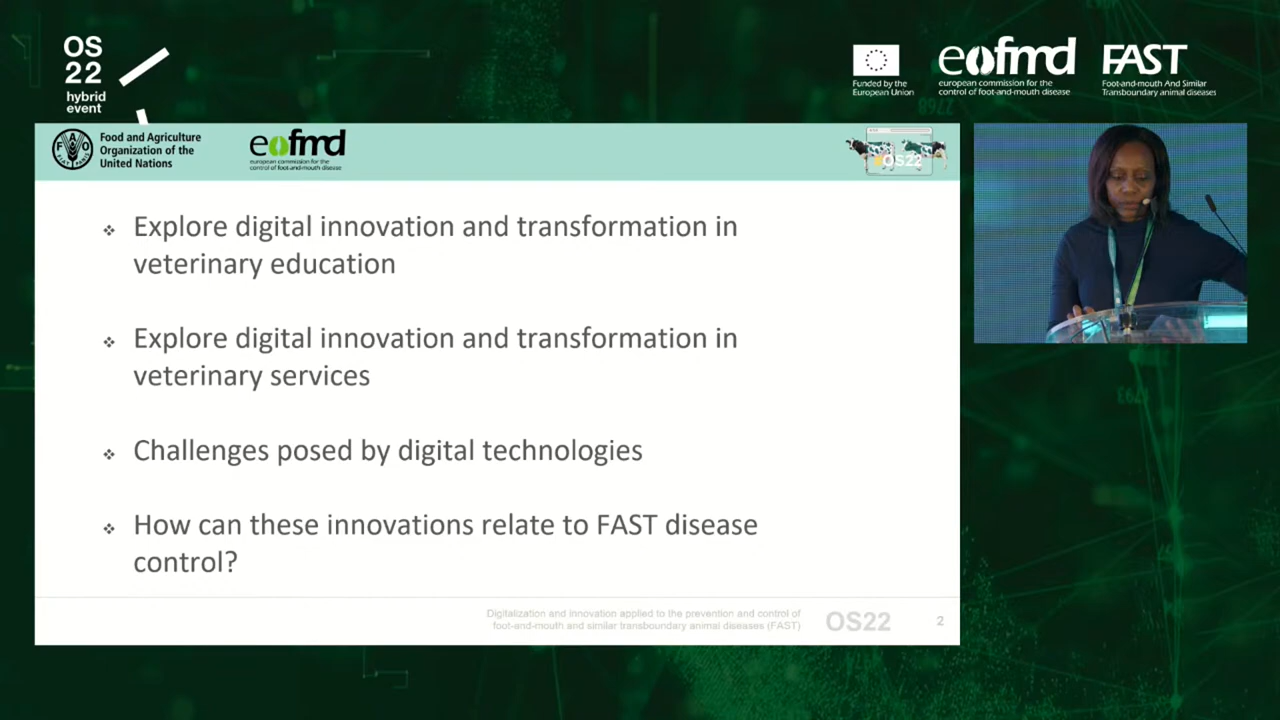 OS
22
hybrid
event
Funded by the
European Union
eofmd
european commission for the
control of foot-and-mouth disease
FAST
Foot-and-mouth And Similar
Transboundary animal diseases
Food and Agriculture
Organization of the
United Nations
eofmd
european commission for the
control of foot-and-mouth disease
OS22
❖ Explore digital innovation and transformation in
veterinary education
❖ Explore digital innovation and transformation in
veterinary services
❖ Challenges posed by digital technologies
❖ How can these innovations relate to FAST disease
control?
Digitalization and innovation applied to the prevention and control of
foot-and-mouth and similar transboundary animal diseases (FAST)
OS22
2